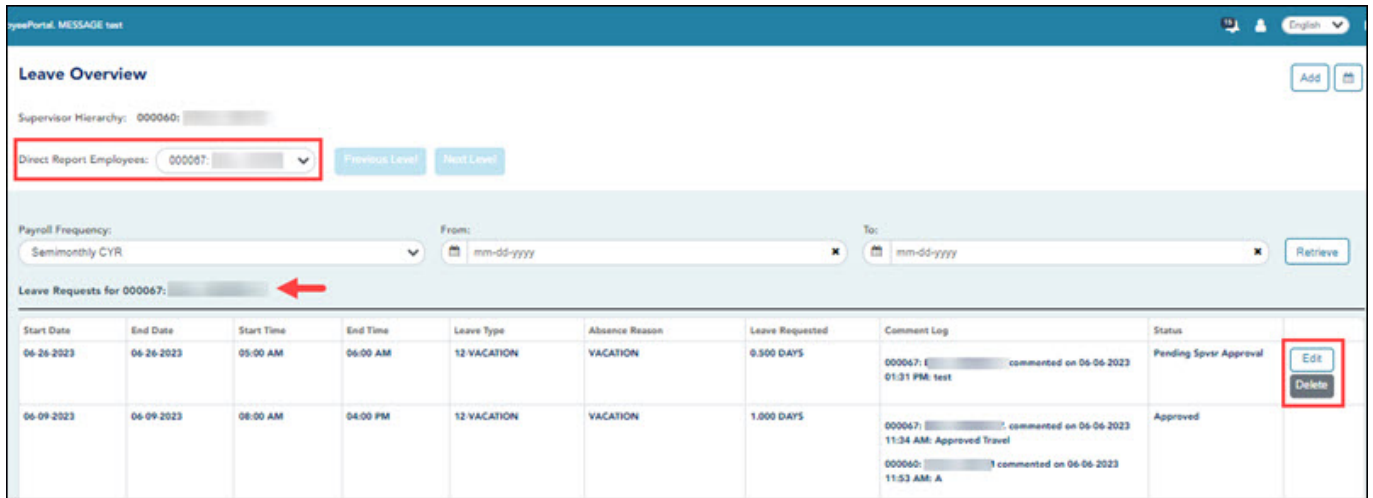 oyeePortal. MESSAGE test
15
English
Leave Overview
Add
Supervisor Hierarchy: 000060:
Direct Report Employees: 000067:
Previous Level
Next Level
Payroll Frequency:
From:
To:
Semimonthly CYR
mm-dd-yyyy
mm-dd-yyyy
Retrieve
Leave Requests for 000067:
Start Date End Date Start Time End Time Leave Type Absence Reason Leave Requested Comment Log Status
06-26-2023 06-26-2023 05:00 AM 06:00 AM 12-VACATION VACATION 0.500 DAYS Pending Spvsr Approval
000067: commented on 06-06-2023
01:31 PM: test
Edit
Delete
06-09-2023 06-09-2023 08:00 AM 04:00 PM 12-VACATION VACATION 1.000 DAYS Approved
000067: commented on 06-06-2023
11:34 AM: Approved Travel
000060: commented on 06-06-2023
11:53 AM: A